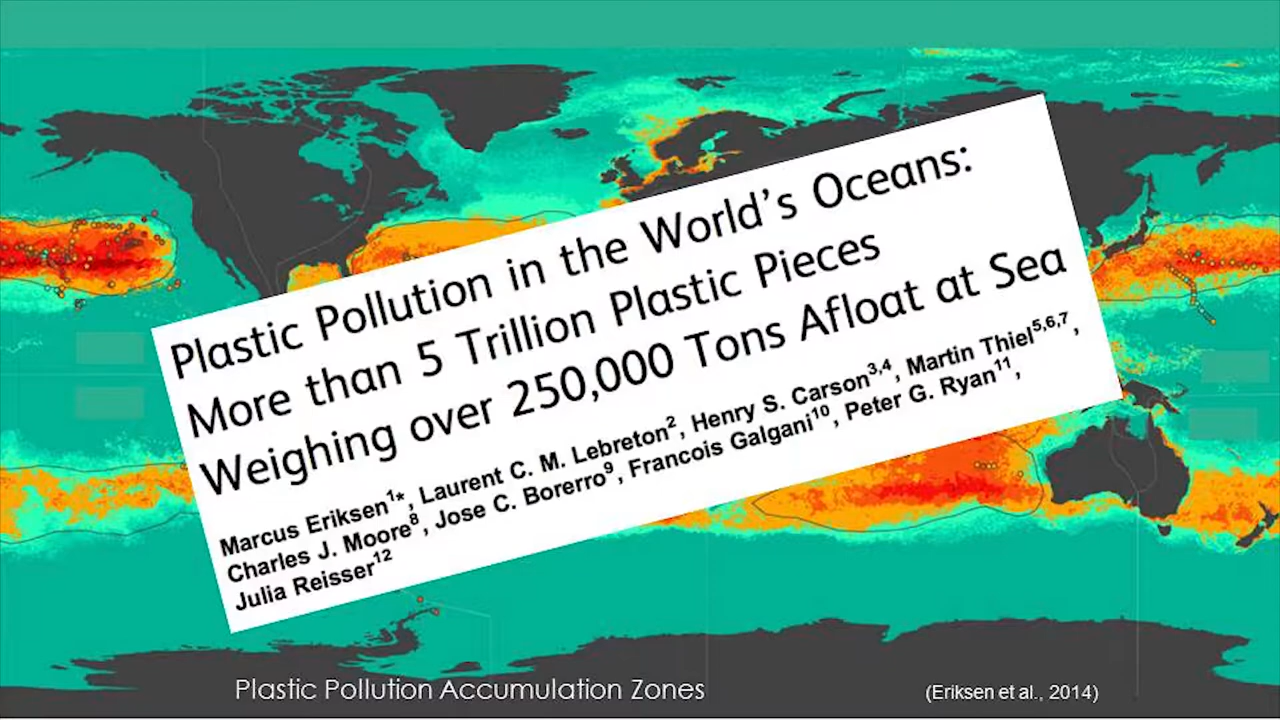 Plastic Pollution in the World's Oceans:
More than 5 Trillion Plastic Pieces
Weighing over 250,000 Tons Afloat at Sea
Marcus Eriksen1*, Laurent C. M. Lebreton2, Henry S. Carson3,4, Martin Thiel5,6,7,
Charles J. Moore8, Jose C. Borerro9, Francois Galgani10, Peter G. Ryan11,
Julia Reisser12
Plastic Pollution Accumulation Zones
(Eriksen et al., 2014)